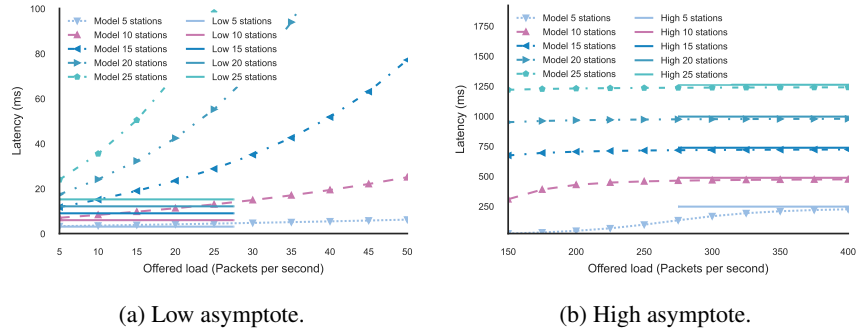 100
80
60
40
20
0
Latency (ms)
5 10 15 20 25 30 35 40 45 50
Offered load (Packets per second)
Model 5 stations
Model 10 stations
Model 15 stations
Model 20 stations
Model 25 stations
Low 5 stations
Low 10 stations
Low 15 stations
Low 20 stations
Low 25 stations
(a) Low asymptote.
1750
1500
1250
1000
750
500
250
Latency (ms)
150 200 250 300 350 400
Offered load (Packets per second)
Model 5 stations
Model 10 stations
Model 15 stations
Model 20 stations
Model 25 stations
High 5 stations
High 10 stations
High 15 stations
High 20 stations
High 25 stations
(b) High asymptote.